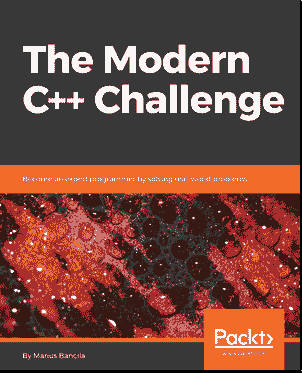 The Modern
C++ Challenge
Become an expert programmer by solving real-world problems
By Marius Bancila
Packt>